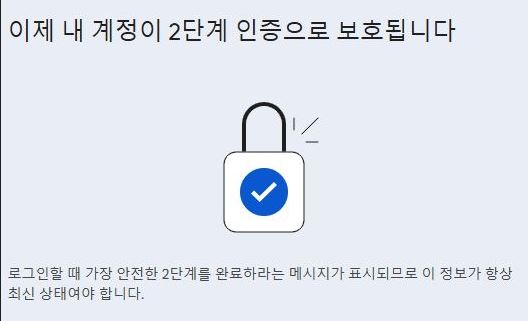 이제 내 계정이 2단계 인증으로 보호됩니다
로그인할 때 가장 안전한 2단계를 완료하라는 메시지가 표시되므로 이 정보가 항상
최신 상태여야 합니다.